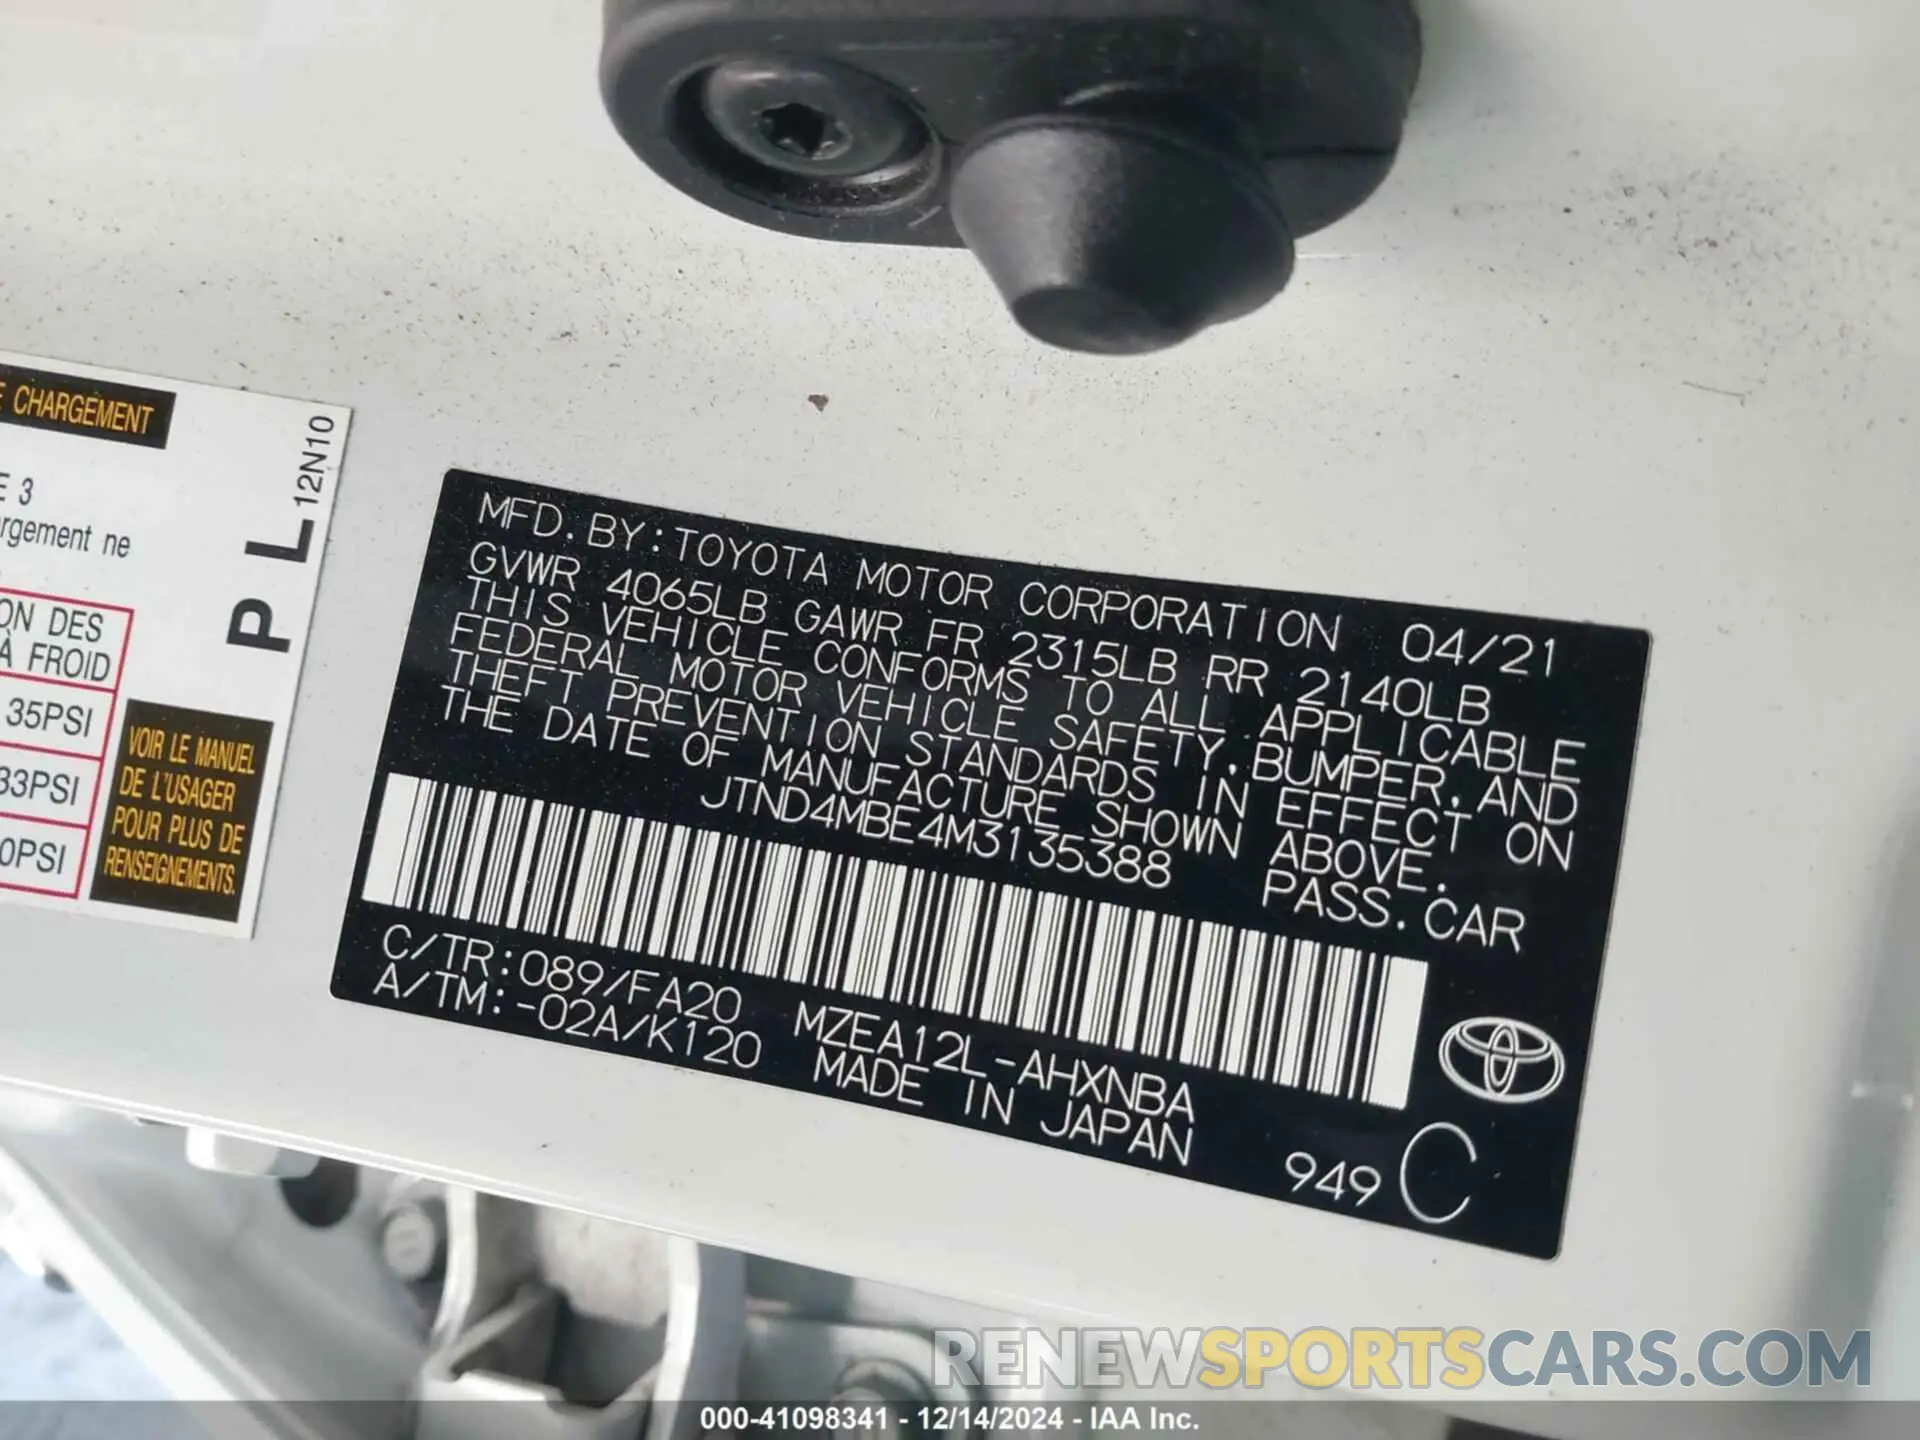 E CHARGEMENT
12N10
E 3
rgement ne
P L
ON DES
À FROID
35PSI
33PSI
0PSI
VOIR LE MANUEL
DE L'USAGER
POUR PLUS DE
RENSEIGNEMENTS.
MFD. BY: TOYOTA MOTOR CORPORATION 04/21
GVWR 4065LB GAWR FR 2315LB RR 2140LB
THIS VEHICLE CONFORMS TO ALL APPLICABLE
FEDERAL MOTOR VEHICLE SAFETY, BUMPER, AND
THEFT PREVENTION STANDARDS IN EFFECT ON
THE DATE OF MANUFACTURE SHOWN ABOVE.
JTND4MBE4M3135388 PASS. CAR
C/TR: 089/FA20 MZEA12L-AHXNBA
A/TM: -02A/K120 MADE IN JAPAN
949 C
RENEWSPORTSCARS.COM
000-41098341 - 12/14/2024 - IAA Inc.